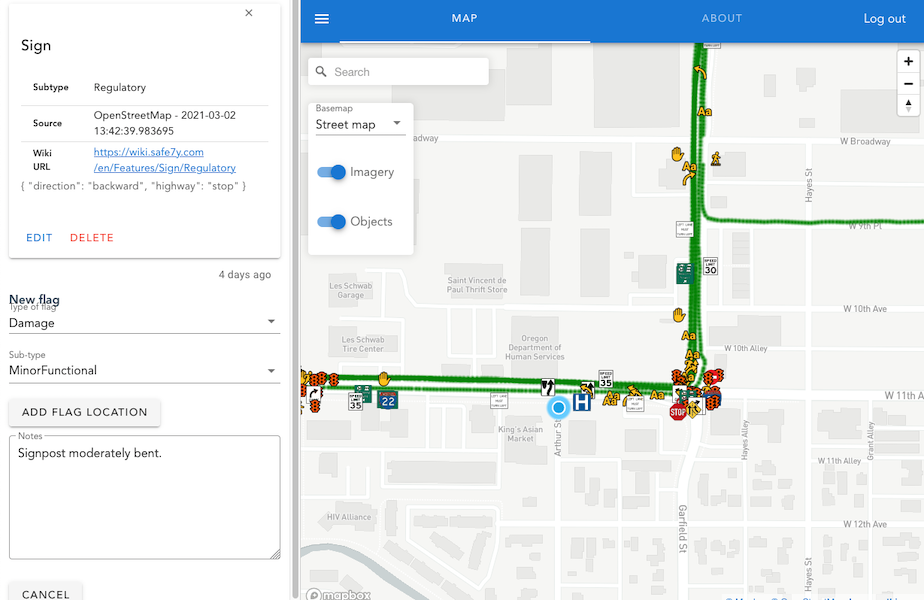 Sign
Subtype Regulatory
Source OpenStreetMap - 2021-03-02
13:42:39.983695
Wiki
URL
https://wiki.safe7y.com
/en/Features/Sign/Regulatory
{ "direction": "backward", "highway": "stop" }
EDIT DELETE
4 days ago
New flag
Type of flag
Damage
Sub-type
MinorFunctional
ADD FLAG LOCATION
Notes
Signpost moderately bent.
CANCEL
MAP ABOUT Log out
Search
Basemap
Street map
Imagery
Objects
adway
W Broadway
Hayes St
W 9th Pl
W 10th Ave
W 10th Alley
W 11th A
W 11th Alley
W 12th Ave
Hayes Alley
Grant Alley
Hayes St
Garfield St
Arthur St
Les Schwab
Garage
Saint Vincent de
Paul Thrift Store
Les Schwab
Tire Center
Oregon
Department of
Human Services
King's Asian
Market
HIV Alliance
Aa
Aa
SPEED
LIMIT
30
Aa
Aa
SPEED
LIMIT
35
SPEED
LIMIT
35
22
H
Aa
Aa
STOP
mapbox